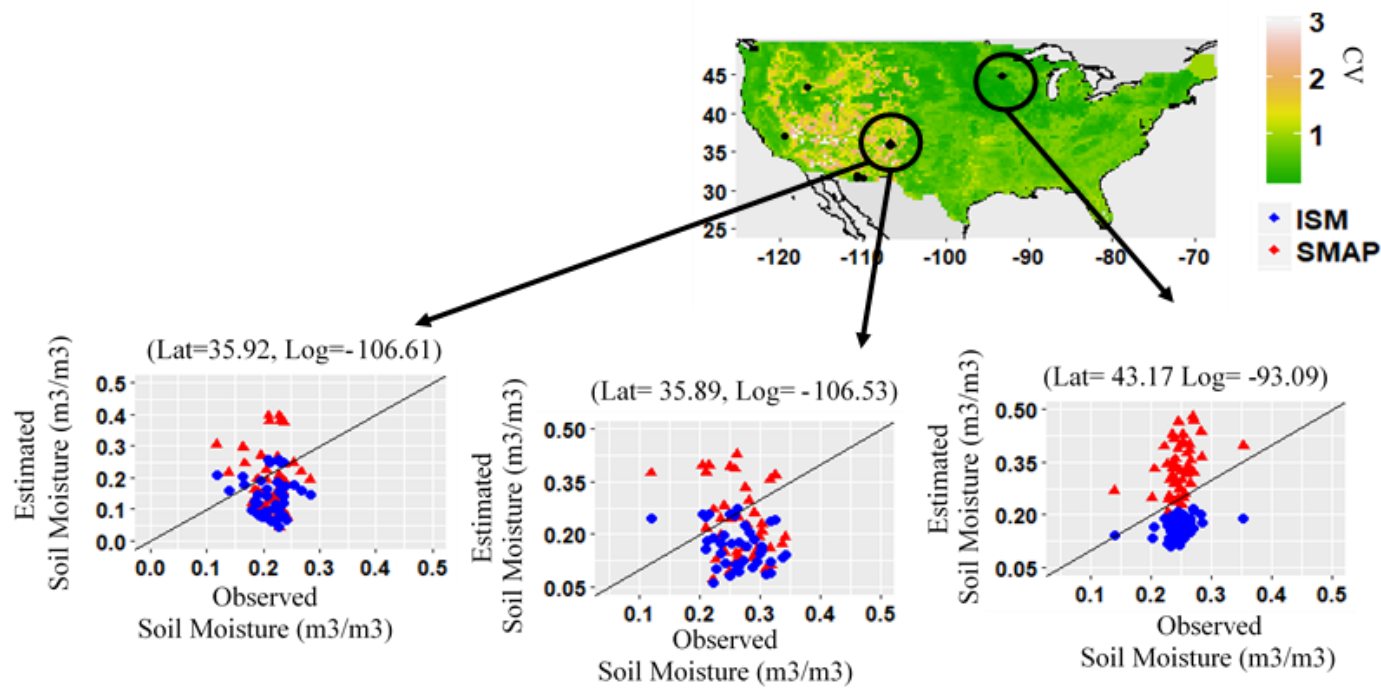 3
2
1
CV
45
40
35
30
25
-120
-110
-100
-90
-80
-70
ISM
SMAP
(Lat=35.92, Log=-106.61)
Estimated
Soil Moisture (m3/m3)
0.5
0.4
0.3
0.2
0.1
0.0
0.0 0.1 0.2 0.3 0.4 0.5
Observed
Soil Moisture (m3/m3)
(Lat= 35.89, Log= -106.53)
Estimated
Soil Moisture (m3/m3)
0.50
0.35
0.20
0.05
0.1 0.2 0.3 0.4 0.5
Observed
Soil Moisture (m3/m3)
(Lat= 43.17 Log= -93.09)
Estimated
Soil Moisture (m3/m3)
0.50
0.35
0.20
0.05
0.1 0.2 0.3 0.4 0.5
Observed
Soil Moisture (m3/m3)